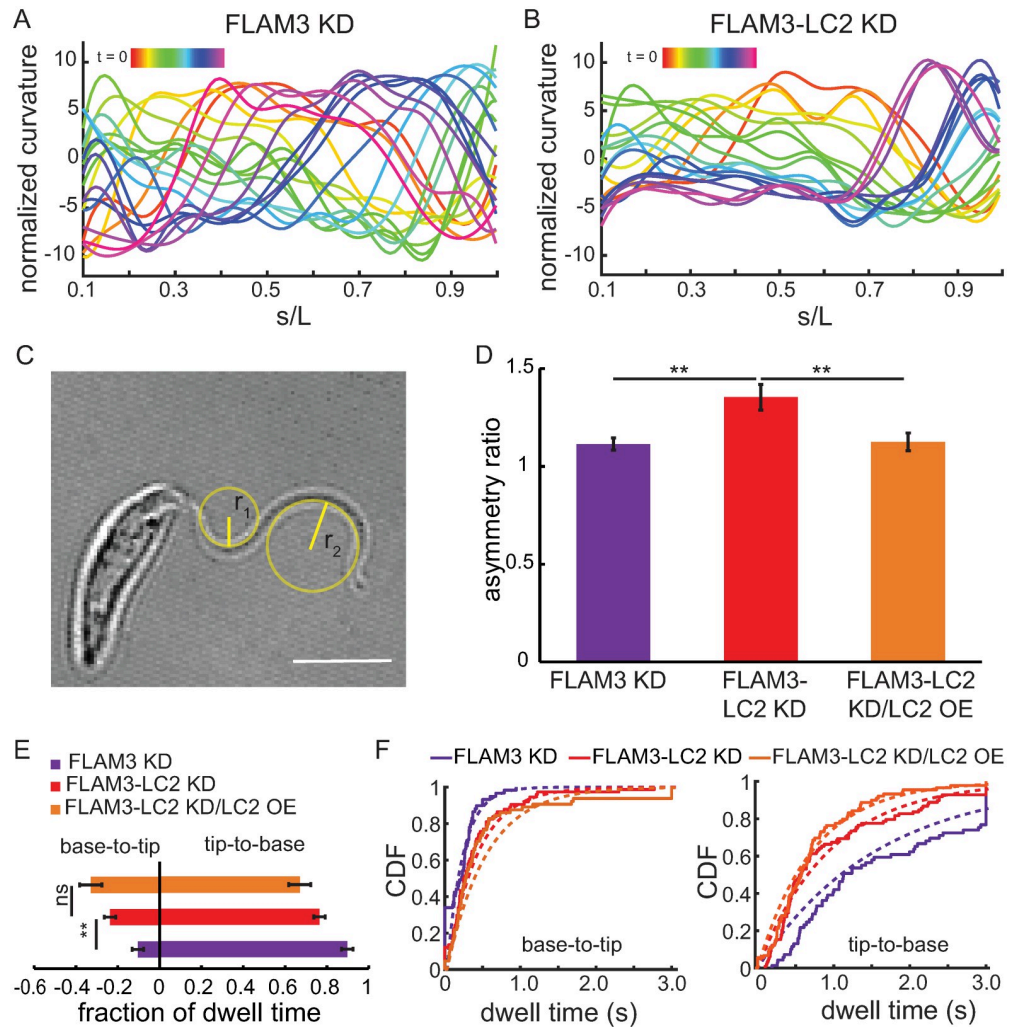 A
FLAM3 KD
t = 0
normalized curvature
10
5
0
-5
-10
0.1
0.3
0.5
0.7
0.9
s/L
B
FLAM3-LC2 KD
t = 0
normalized curvature
10
5
0
-5
-10
0.1
0.3
0.5
0.7
0.9
s/L
C
r1
r2
D
asymmetry ratio
1.5
1
0.5
0
**
**
FLAM3 KD
FLAM3-
LC2 KD
FLAM3-LC2
KD/LC2 OE
E
FLAM3 KD
FLAM3-LC2 KD
FLAM3-LC2 KD/LC2 OE
base-to-tip
tip-to-base
ns
**
-0.6
-0.4
-0.2
0
0.2
0.4
0.6
0.8
1
fraction of dwell time
F
FLAM3 KD
FLAM3-LC2 KD
FLAM3-LC2 KD/LC2 OE
CDF
1
0.8
0.6
0.4
0.2
0
base-to-tip
0
1.0
2.0
3.0
dwell time (s)
CDF
1
0.8
0.6
0.4
0.2
0
tip-to-base
0
1.0
2.0
3.0
dwell time (s)